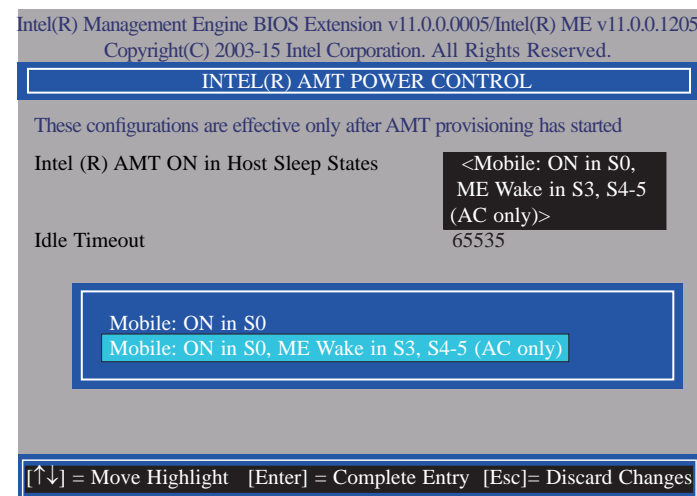 Intel(R) Management Engine BIOS Extension v11.0.0.0005/Intel(R) ME v11.0.0.1205
Copyright(C) 2003-15 Intel Corporation. All Rights Reserved.
INTEL(R) AMT POWER CONTROL
These configurations are effective only after AMT provisioning has started
Intel (R) AMT ON in Host Sleep States
<Mobile: ON in S0,
ME Wake in S3, S4-5
(AC only)>
Idle Timeout
65535
Mobile: ON in S0
Mobile: ON in S0, ME Wake in S3, S4-5 (AC only)
[↑↓] = Move Highlight [Enter] = Complete Entry [Esc]= Discard Changes